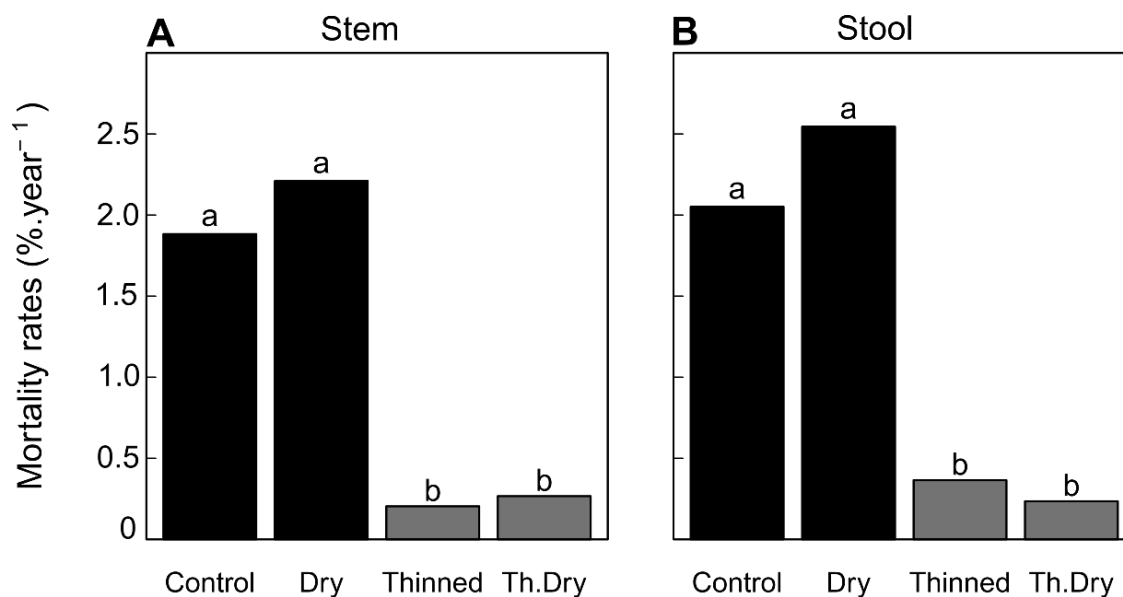 A Stem
B Stool
Mortality rates (%.year⁻¹)
2.5
2.0
1.5
1.0
0.5
0
a
a
b
b
a
a
b
b
Control Dry Thinned Th.Dry
Control Dry Thinned Th.Dry